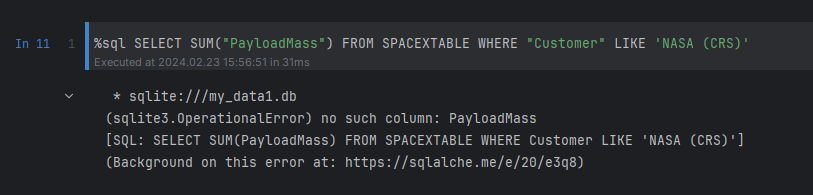 In 11 1 %sql SELECT SUM("PayloadMass") FROM SPACEXTABLE WHERE "Customer" LIKE 'NASA (CRS)'
Executed at 2024.02.23 15:56:51 in 31ms
* sqlite:///my_data1.db
(sqlite3.OperationalError) no such column: PayloadMass
[SQL: SELECT SUM(PayloadMass) FROM SPACEXTABLE WHERE Customer LIKE 'NASA (CRS)']
(Background on this error at: https://sqlalche.me/e/20/e3q8)